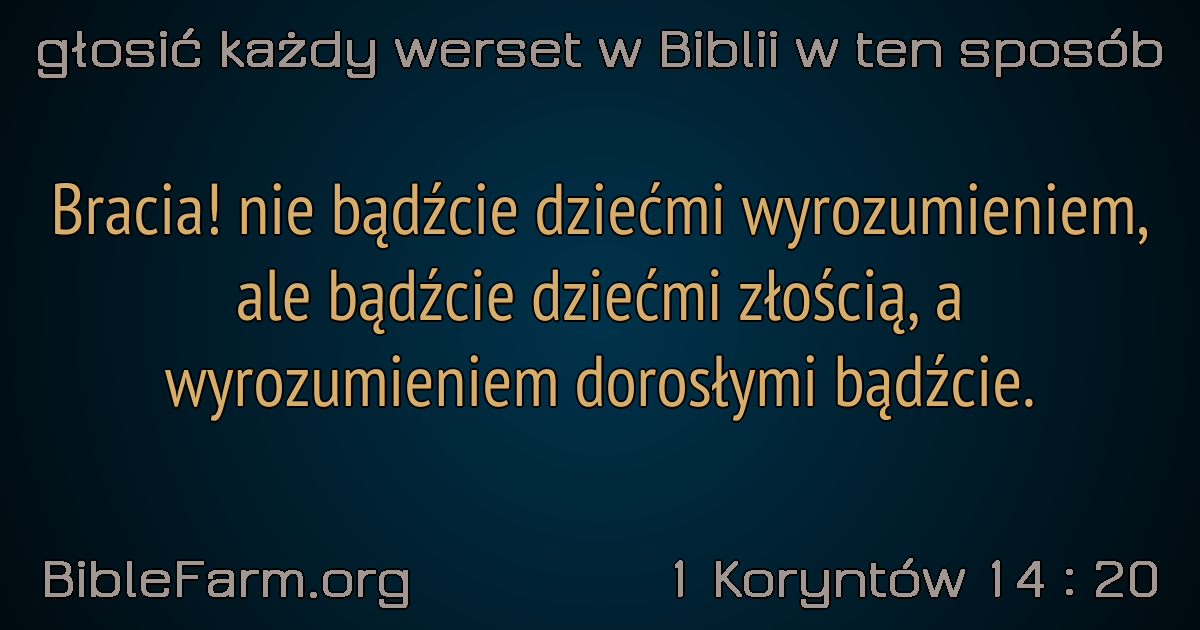 głosić każdy werset w Biblii w ten sposób
Bracia! nie bądźcie dziećmi wyrozumieniem,
ale bądźcie dziećmi złością, a
wyrozumieniem dorosłymi bądźcie.
BibleFarm.org
1 Koryntów 14 : 20